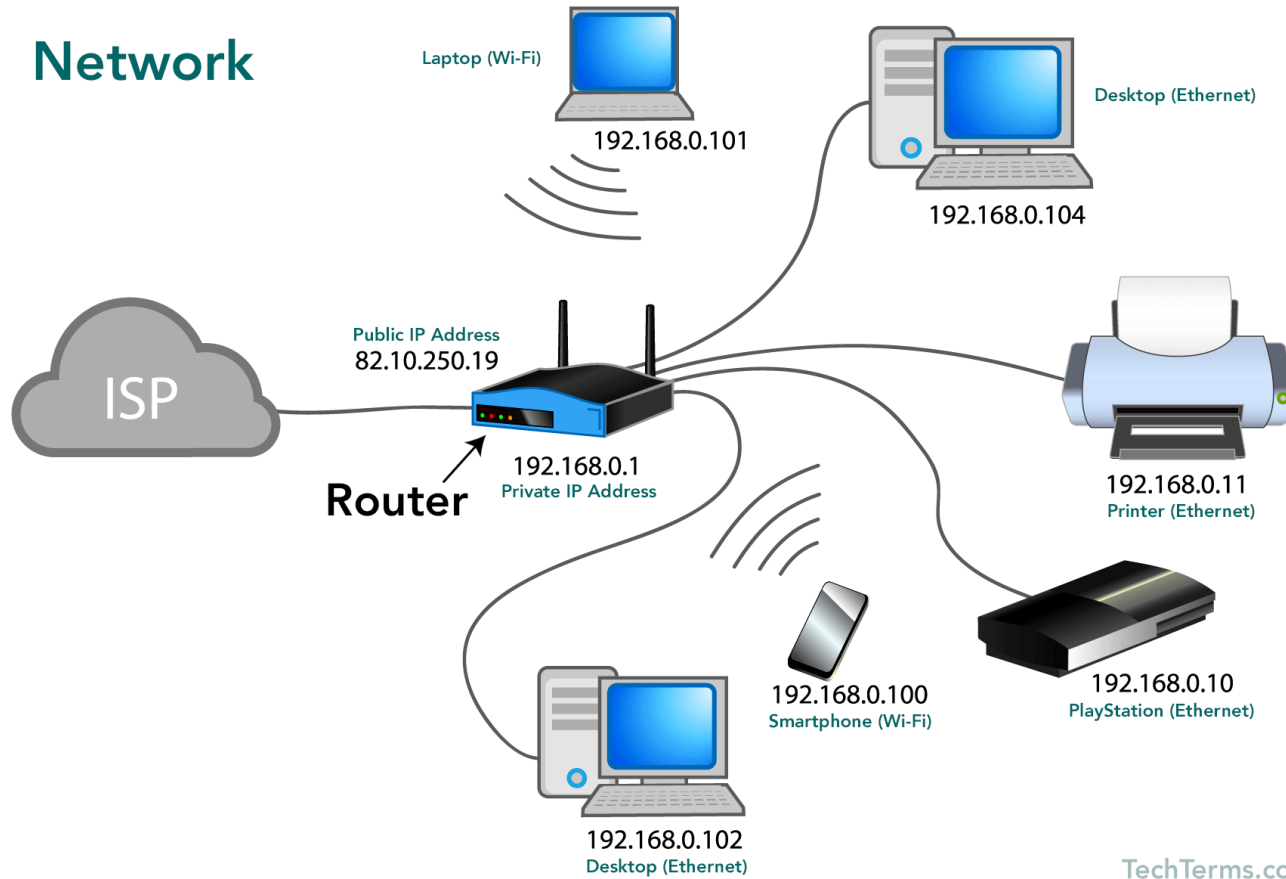 Network
Laptop (Wi-Fi)
192.168.0.101
Desktop (Ethernet)
192.168.0.104
Public IP Address
82.10.250.19
ISP
Router
192.168.0.1
Private IP Address
192.168.0.11
Printer (Ethernet)
192.168.0.100
Smartphone (Wi-Fi)
192.168.0.10
PlayStation (Ethernet)
192.168.0.102
Desktop (Ethernet)
TechTerms.co